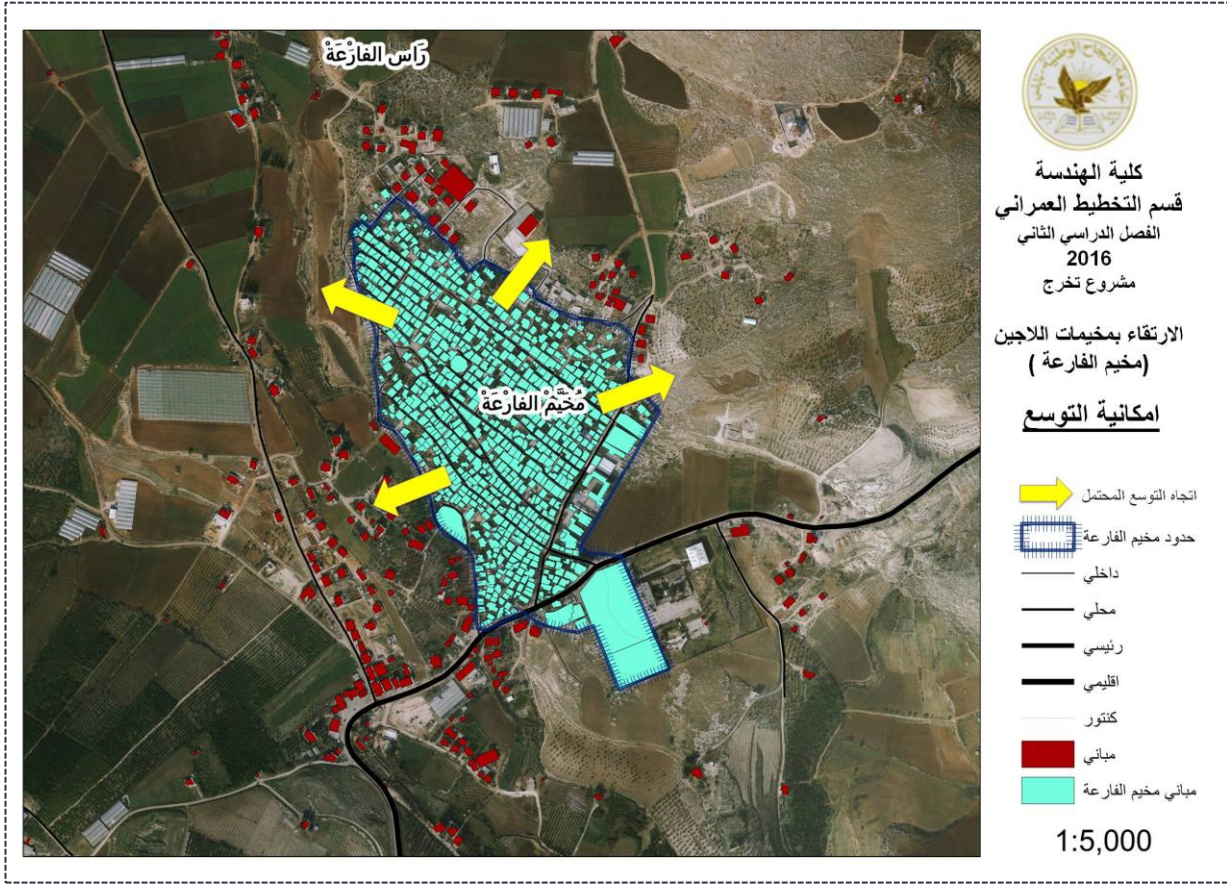 رَاس الفارْعَةْ
مُخَيَّمْ الفارْعَةْ
كلية الهندسة
قسم التخطيط العمراني
الفصل الدراسي الثاني
2016
مشروع تخرج
الارتقاء بمخيمات اللاجين
(مخيم الفارعة )
امكانية التوسع
اتجاه التوسع المحتمل
حدود مخيم الفارعة
داخلي
محلي
رئيسي
اقليمي
كنتور
مباني
مباني مخيم الفارعة
1:5,000